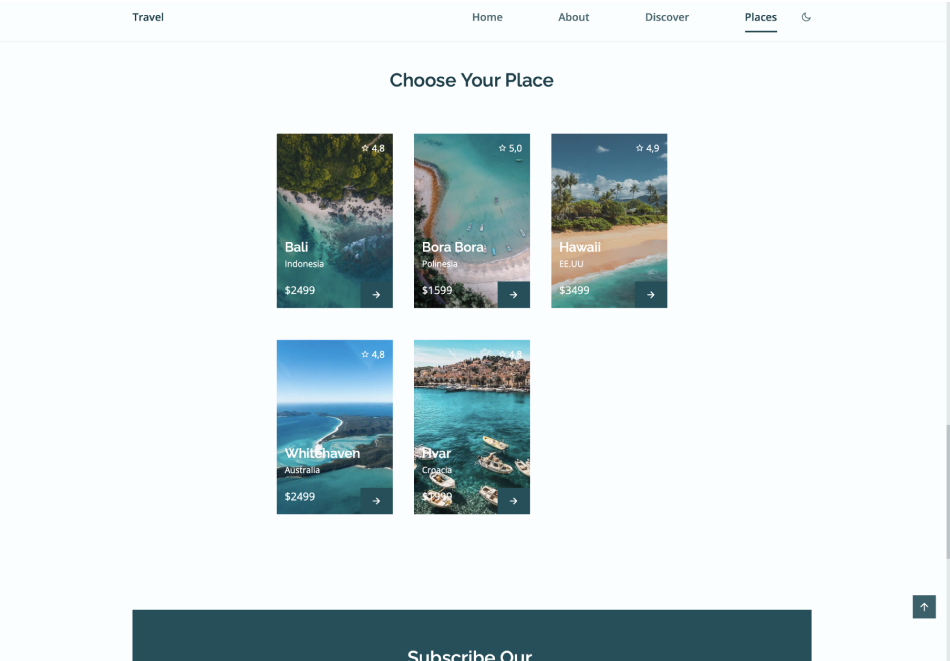 Travel
Home
About
Discover
Places
Choose Your Place
4,8
Bali
Indonesia
$2499
5,0
Bora Bora
Polinesia
$1599
4,9
Hawaii
EE.UU
$3499
4,8
Whitehaven
Australia
$2499
4,8
Hvar
Croacia
$1999
Subscribe Our